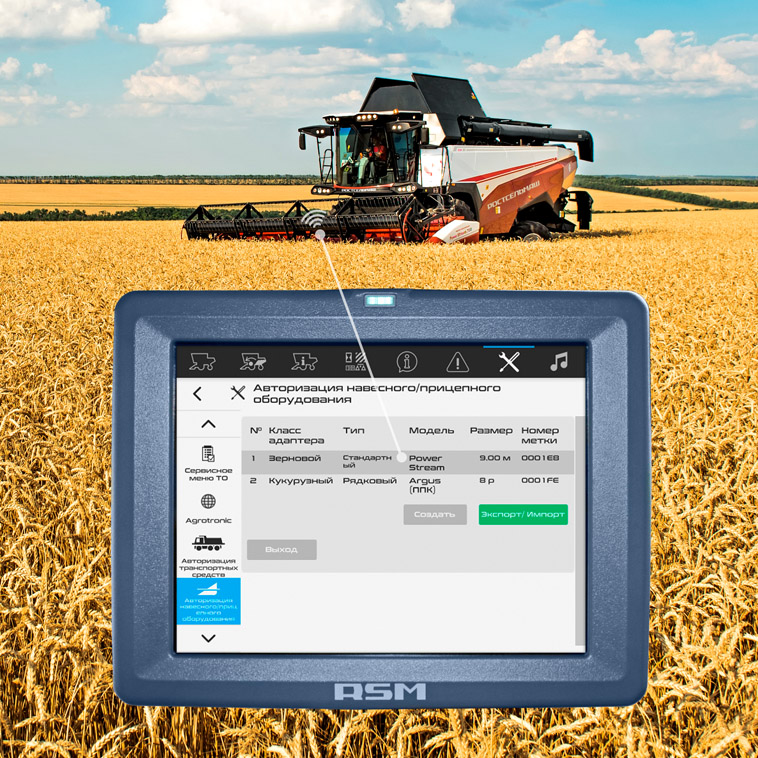 РОСТСЕЛЬМАШ
Авторизация навесного/прицепного
оборудования
№ Класс адаптера Тип Модель Размер Номер метки
1 Зерновой Стандартный Power Stream 9.00 м 0001E8
2 Кукурузный Рядковый Argus (ППК) 8 р 0001FE
Создать Экспорт/Импорт
Выход
Сервисное
меню ТО
Agrotronic
Авторизация
транспортных
средств
Авторизация
навесного/приц
епного
оборудования
RSM